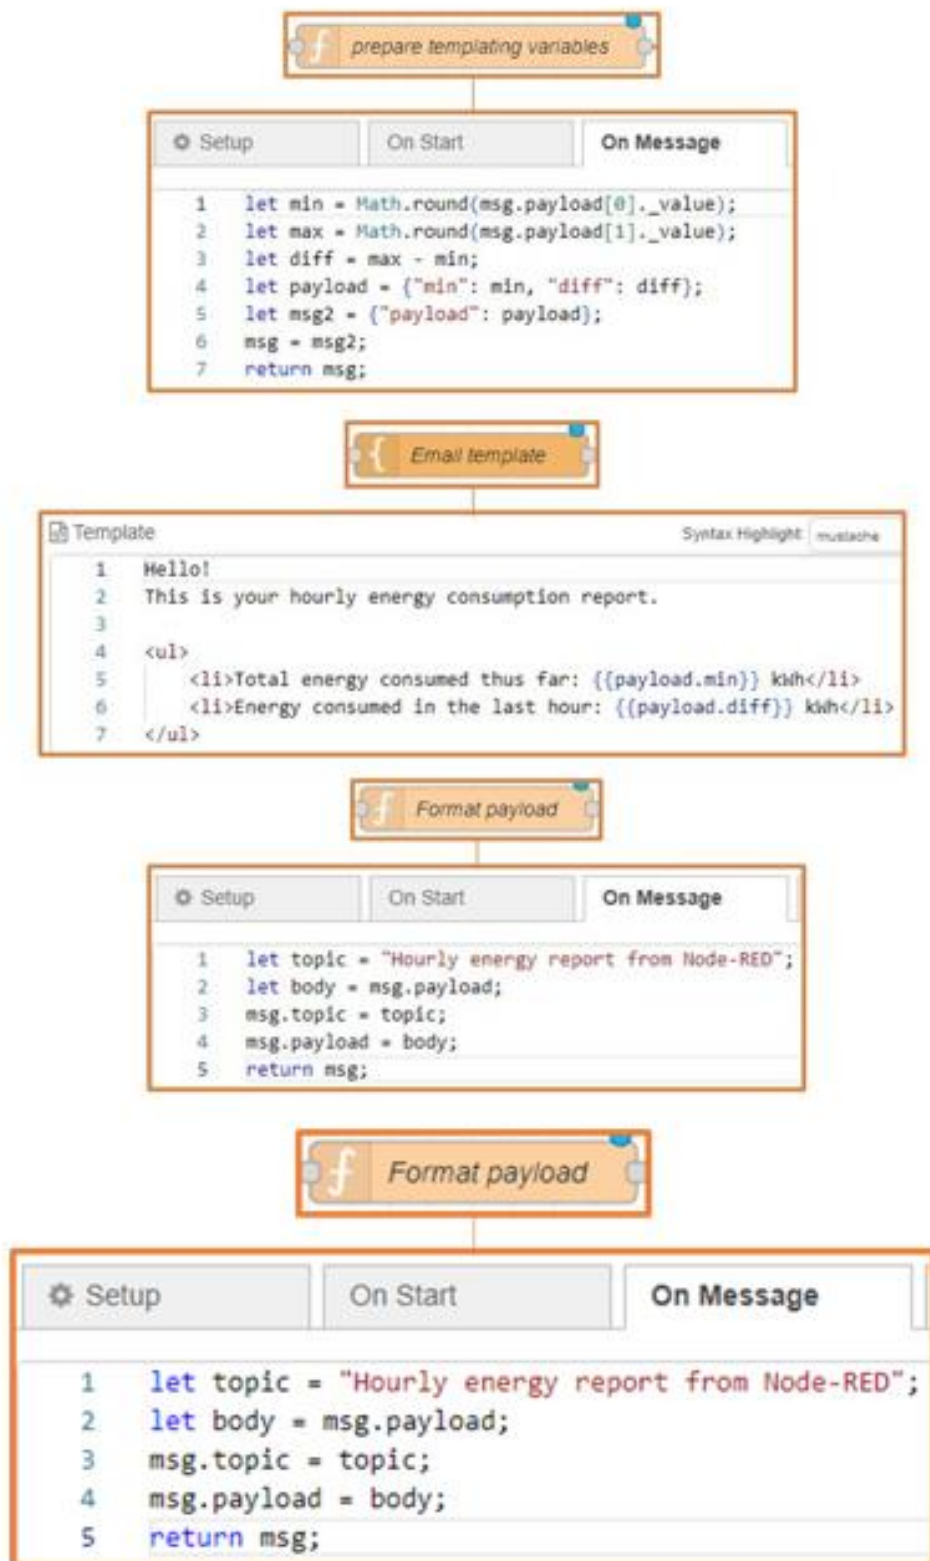 prepare templating variables
Setup On Start On Message
1 let min = Math.round(msg.payload[0]._value);
2 let max = Math.round(msg.payload[1]._value);
3 let diff = max - min;
4 let payload = {"min": min, "diff": diff};
5 let msg2 = {"payload": payload};
6 msg = msg2;
7 return msg;
Email template
Template Syntax Highlight: mustache
1 Hello!
2 This is your hourly energy consumption report.
3
4 <ul>
5 <li>Total energy consumed thus far: {{payload.min}} kWh</li>
6 <li>Energy consumed in the last hour: {{payload.diff}} kWh</li>
7 </ul>
Format payload
Setup On Start On Message
1 let topic = "Hourly energy report from Node-RED";
2 let body = msg.payload;
3 msg.topic = topic;
4 msg.payload = body;
5 return msg;
Format payload
Setup On Start On Message
1 let topic = "Hourly energy report from Node-RED";
2 let body = msg.payload;
3 msg.topic = topic;
4 msg.payload = body;
5 return msg;